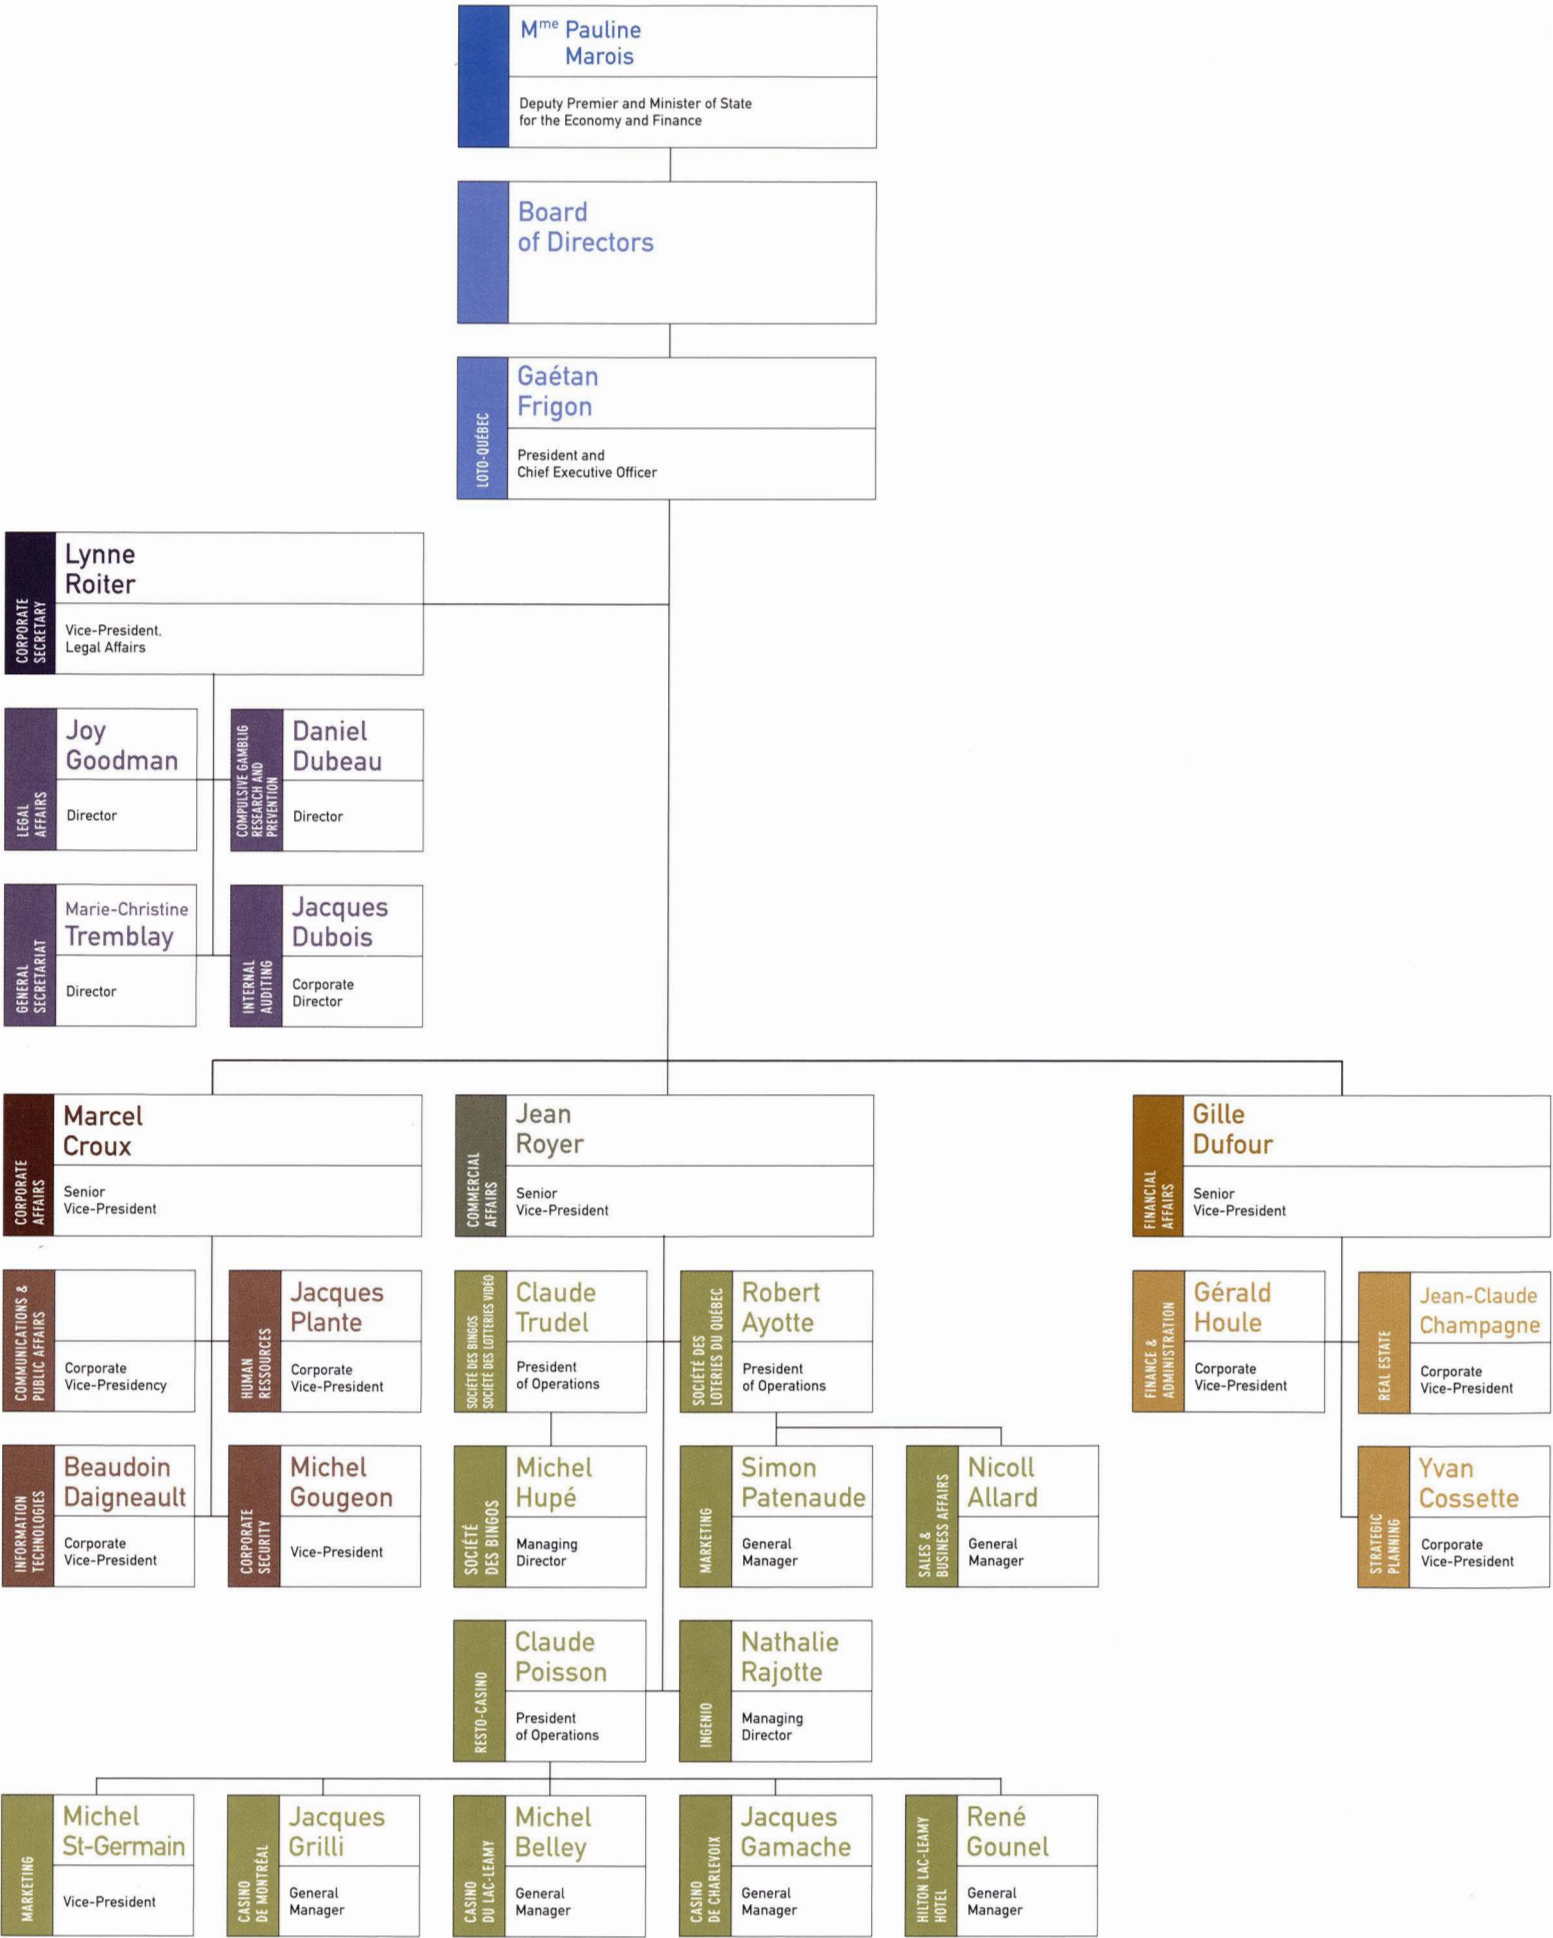 Mme Pauline
Marois
Deputy Premier and Minister of State
for the Economy and Finance
Board
of Directors
LOTO-QUÉBEC
Gaétan
Frigon
President and
Chief Executive Officer
CORPORATE
SECRETARY
Lynne
Roiter
Vice-President.
Legal Affairs
LEGAL
AFFAIRS
Joy
Goodman
Director
COMPULSIVE GAMBLIG
RESEARCH AND
PREVENTION
Daniel
Dubeau
Director
GENERAL
SECRETARIAT
Marie-Christine
Tremblay
Director
INTERNAL
AUDITING
Jacques
Dubois
Corporate
Director
CORPORATE
AFFAIRS
Marcel
Croux
Senior
Vice-President
COMMERCIAL
AFFAIRS
Jean
Royer
Senior
Vice-President
FINANCIAL
AFFAIRS
Gille
Dufour
Senior
Vice-President
COMMUNICATIONS &
PUBLIC AFFAIRS
Corporate
Vice-Presidency
HUMAN
RESSOURCES
Jacques
Plante
Corporate
Vice-President
SOCIÉTÉ DES BINGOS
SOCIÉTÉ DES LOTTERIES VIDÉO
Claude
Trudel
President
of Operations
SOCIÉTÉ DES
LOTERIES DU QUÉBEC
Robert
Ayotte
President
of Operations
FINANCE &
ADMINISTRATION
Gérald
Houle
Corporate
Vice-President
REAL ESTATE
Jean-Claude
Champagne
Corporate
Vice-President
INFORMATION
TECHNOLOGIES
Beaudoin
Daigneault
Corporate
Vice-President
CORPORATE
SECURITY
Michel
Gougeon
Vice-President
SOCIÉTÉ
DES BINGOS
Michel
Hupé
Managing
Director
MARKETING
Simon
Patenaude
General
Manager
SALES &
BUSINESS AFFAIRS
Nicoll
Allard
General
Manager
STRATEGIC
PLANNING
Yvan
Cossette
Corporate
Vice-President
RESTO-CASINO
Claude
Poisson
President
of Operations
INGENIO
Nathalie
Rajotte
Managing
Director
MARKETING
Michel
St-Germain
Vice-President
CASINO
DE MONTRÉAL
Jacques
Grilli
General
Manager
CASINO
DU LAC-LEAMY
Michel
Belley
General
Manager
CASINO
DE CHARLEVOIX
Jacques
Gamache
General
Manager
HILTON LAC-LEAMY
HOTEL
René
Gounel
General
Manager